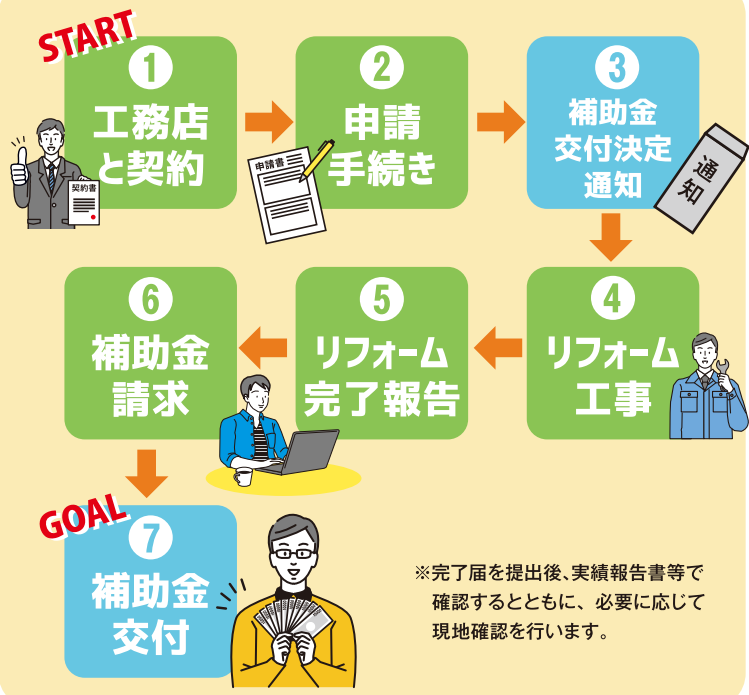 START
1
工務店
と契約
契約書
2
申請
手続き
申請書
3
補助金
交付決定
通知
通知
4
リフォーム
工事
5
リフォーム
完了報告
6
補助金
請求
GOAL
7
補助金
交付
※完了届を提出後、実績報告書等で
確認するとともに、必要に応じて
現地確認を行います。